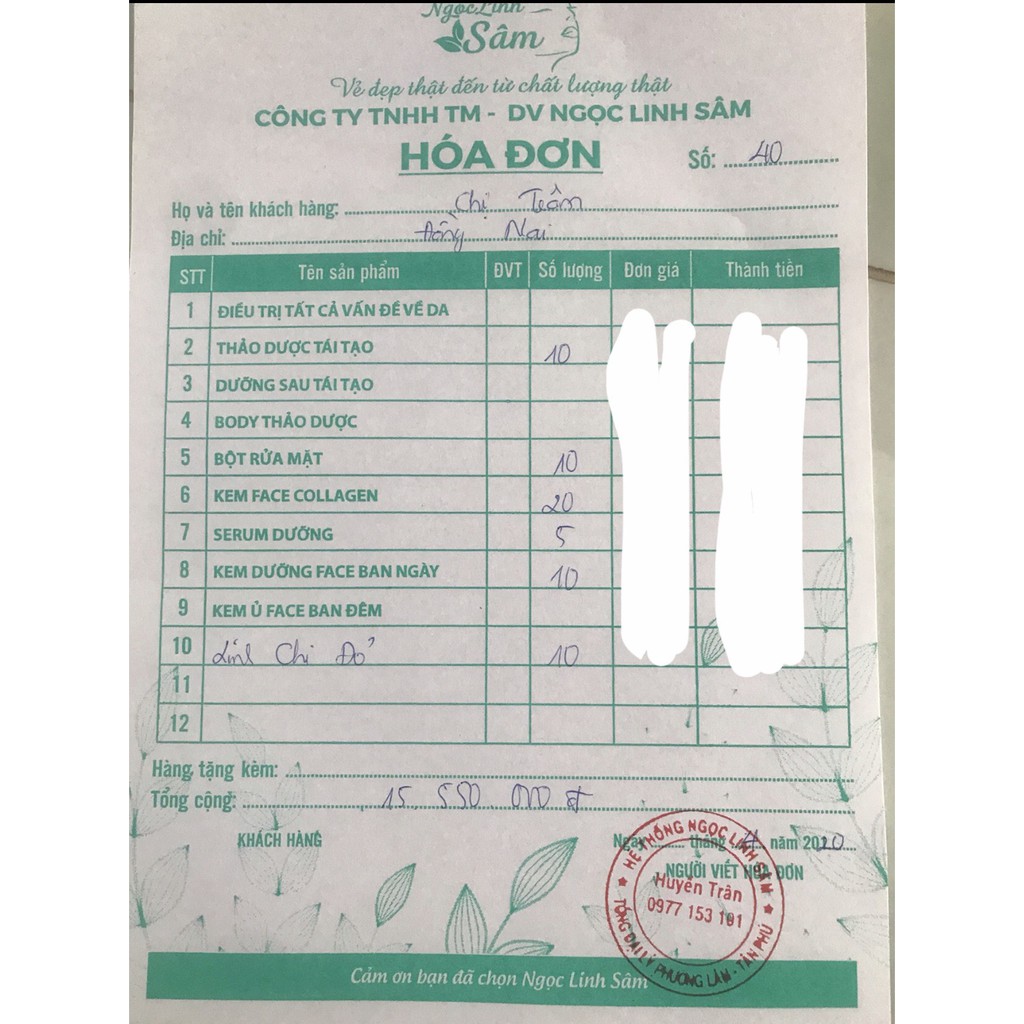 Ngọc Linh
Sâm
Vẻ đẹp thật đến từ chất lượng thật
CÔNG TY TNHH TM - DV NGỌC LINH SÂM
HÓA ĐƠN
Số: 40
Họ và tên khách hàng: Chị Trâm
Địa chỉ: Đồng Nai
STT Tên sản phẩm ĐVT Số lượng Đơn giá Thành tiền
1 ĐIỀU TRỊ TẤT CẢ VẤN ĐỀ VỀ DA
2 THẢO DƯỢC TÁI TẠO 10
3 DƯỠNG SAU TÁI TẠO
4 BODY THẢO DƯỢC
5 BỘT RỬA MẶT 10
6 KEM FACE COLLAGEN 20
7 SERUM DƯỠNG 5
8 KEM DƯỠNG FACE BAN NGÀY 10
9 KEM Ủ FACE BAN ĐÊM
10 Linh Chi Đỏ 10
11
12
Hàng tặng kèm:
Tổng cộng: 15.550.000 đ
KHÁCH HÀNG
Ngày tháng năm 2020
NGƯỜI VIẾT HÓA ĐƠN
HỆ THỐNG NGỌC LINH SÂM
Huyền Trân
0977 153 191
TỔNG ĐẠI LÝ PHƯƠNG LÂM - TÂN PHÚ
Cảm ơn bạn đã chọn Ngọc Linh Sâm